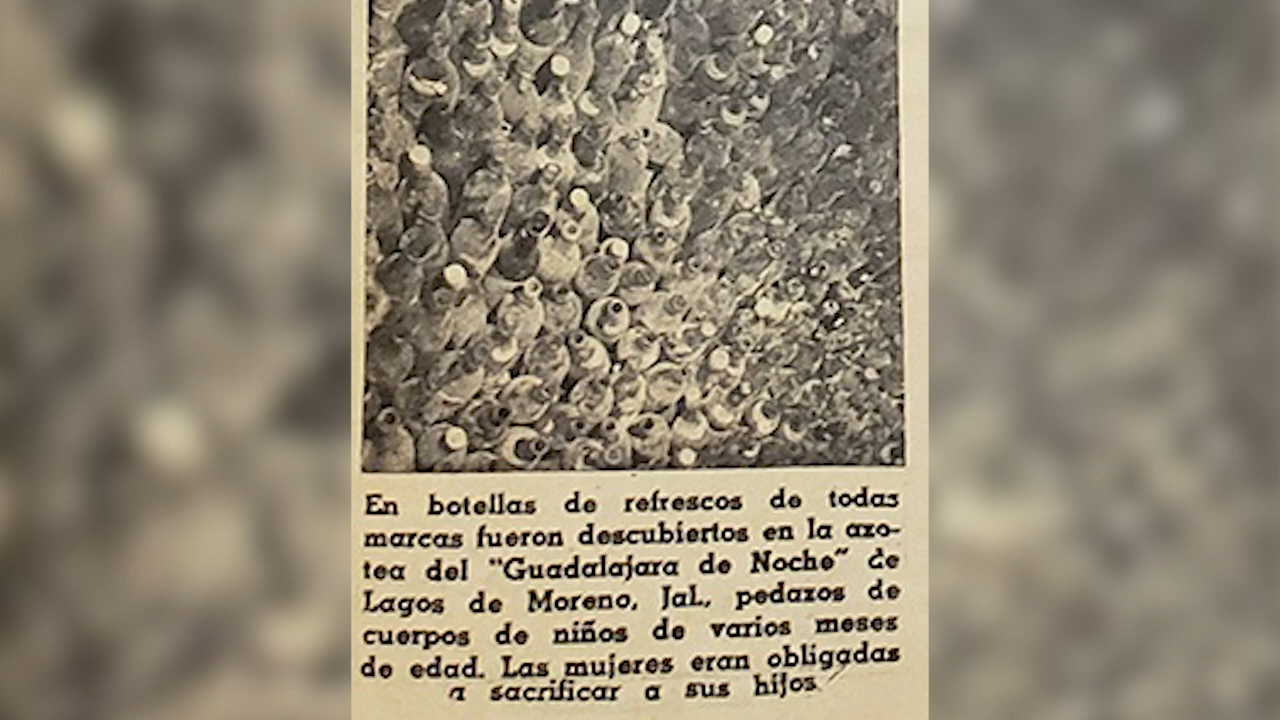 En botellas de refrescos de todas
marcas fueron descubiertos en la azo-
tea del "Guadalajara de Noche" de
Lagos de Moreno, Jal., pedazos de
cuerpos de niños de varios meses
de edad. Las mujeres eran obligadas
a sacrificar a sus hijos.